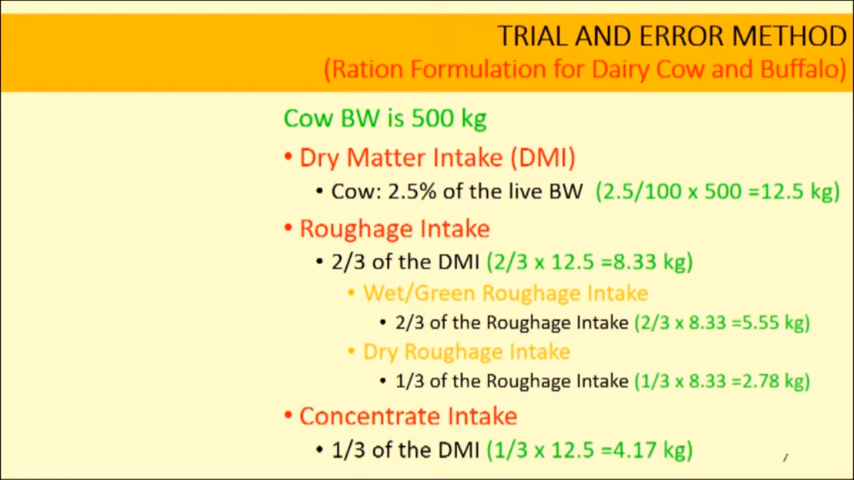 TRIAL AND ERROR METHOD
(Ration Formulation for Dairy Cow and Buffalo)
Cow BW is 500 kg
• Dry Matter Intake (DMI)
• Cow: 2.5% of the live BW (2.5/100 x 500 =12.5 kg)
• Roughage Intake
• 2/3 of the DMI (2/3 x 12.5 =8.33 kg)
• Wet/Green Roughage Intake
• 2/3 of the Roughage Intake (2/3 x 8.33 =5.55 kg)
• Dry Roughage Intake
• 1/3 of the Roughage Intake (1/3 x 8.33 =2.78 kg)
• Concentrate Intake
• 1/3 of the DMI (1/3 x 12.5 =4.17 kg)